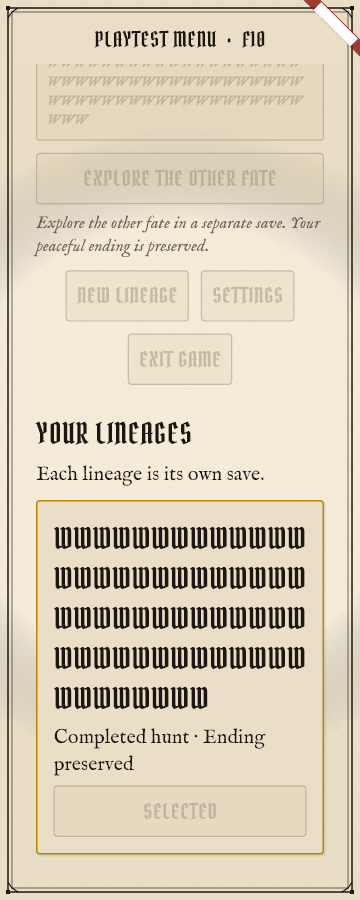 PLAYTEST MENU · F10
WWWWWWWWWWWWWWWWWWW
WWWWWWWWWWWWWWWWWWW
WWW
EXPLORE THE OTHER FATE
Explore the other fate in a separate save. Your
peaceful ending is preserved.
NEW LINEAGE
SETTINGS
EXIT GAME
YOUR LINEAGES
Each lineage is its own save.
WWWWWWWWWWWWW
WWWWWWWWWWWWW
WWWWWWWWWWWWW
WWWWWWWWWWWWW
WWWWWWWW
Completed hunt · Ending
preserved
SELECTED